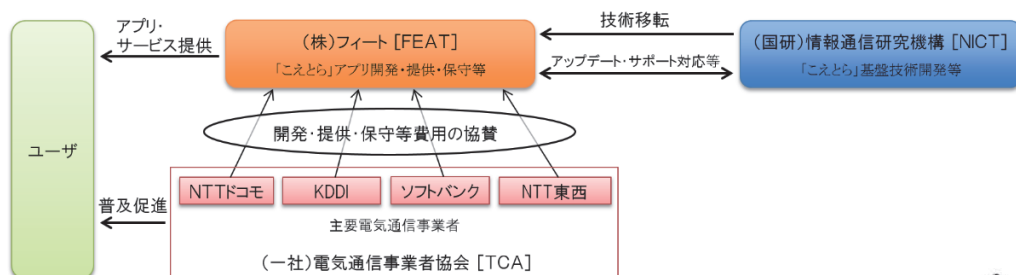 アプリ・
サービス提供
(株)フィート [FEAT]
「こえとら」アプリ開発・提供・保守等
技術移転
アップデート・サポート対応等
(国研)情報通信研究機構 [NICT]
「こえとら」基盤技術開発等
ユーザ
開発・提供・保守等費用の協賛
NTTドコモ
KDDI
ソフトバンク
NTT東西
普及促進
主要電気通信事業者
(一社)電気通信事業者協会 [TCA]